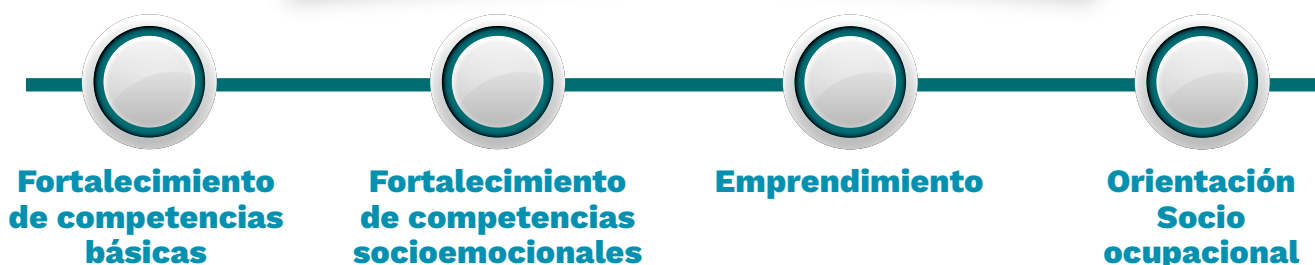 Fortalecimiento
de competencias
básicas
Fortalecimiento
de competencias
socioemocionales
Emprendimiento
Orientación
Socio
ocupacional